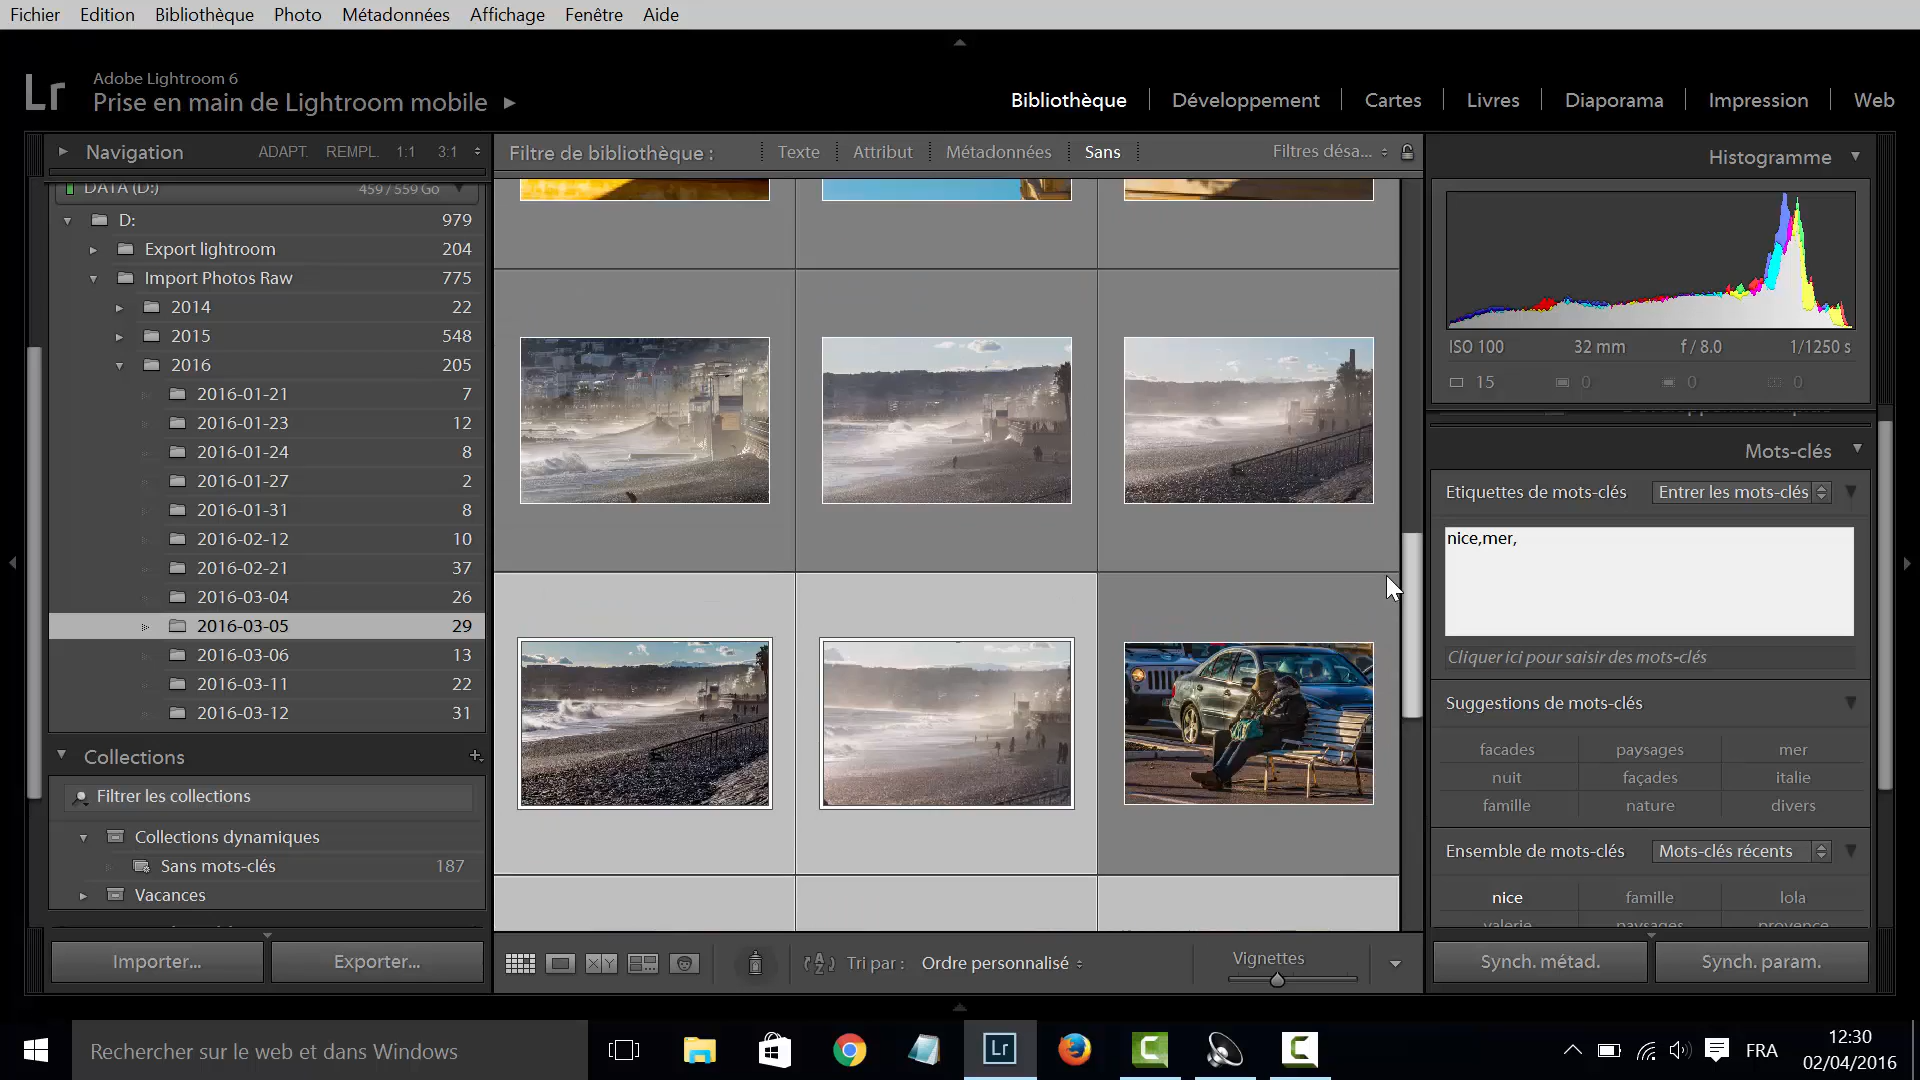 Fichier Edition Bibliothèque Photo Métadonnées Affichage Fenêtre Aide
Lr
Adobe Lightroom 6
Prise en main de Lightroom mobile
Bibliothèque Développement Cartes Livres Diaporama Impression Web
Navigation ADAPT. REMPL. 1:1 3:1
Filtre de bibliothèque : Texte Attribut Métadonnées Sans Filtres désa...
Histogramme
DATA (D:) 459 / 559 Go
D: 979
Export lightroom 204
Import Photos Raw 775
2014 22
2015 548
2016 205
2016-01-21 7
2016-01-23 12
2016-01-24 8
2016-01-27 2
2016-01-31 8
2016-02-12 10
2016-02-21 37
2016-03-04 26
2016-03-05 29
2016-03-06 13
2016-03-11 22
2016-03-12 31
Collections
Filtrer les collections
Collections dynamiques
Sans mots-clés 187
Vacances
Importer... Exporter...
ISO 100 32 mm f / 8.0 1/1250 s
15 0 0 0
Mots-clés
Etiquettes de mots-clés Entrer les mots-clés
nice,mer,
Cliquer ici pour saisir des mots-clés
Suggestions de mots-clés
facades paysages mer
nuit façades italie
famille nature divers
Ensemble de mots-clés Mots-clés récents
nice famille lola
valerie paysages provence
XY Tri par : Ordre personnalisé Vignettes
Synch. métad. Synch. param.
Rechercher sur le web et dans Windows
Lr
FRA
12:30
02/04/2016